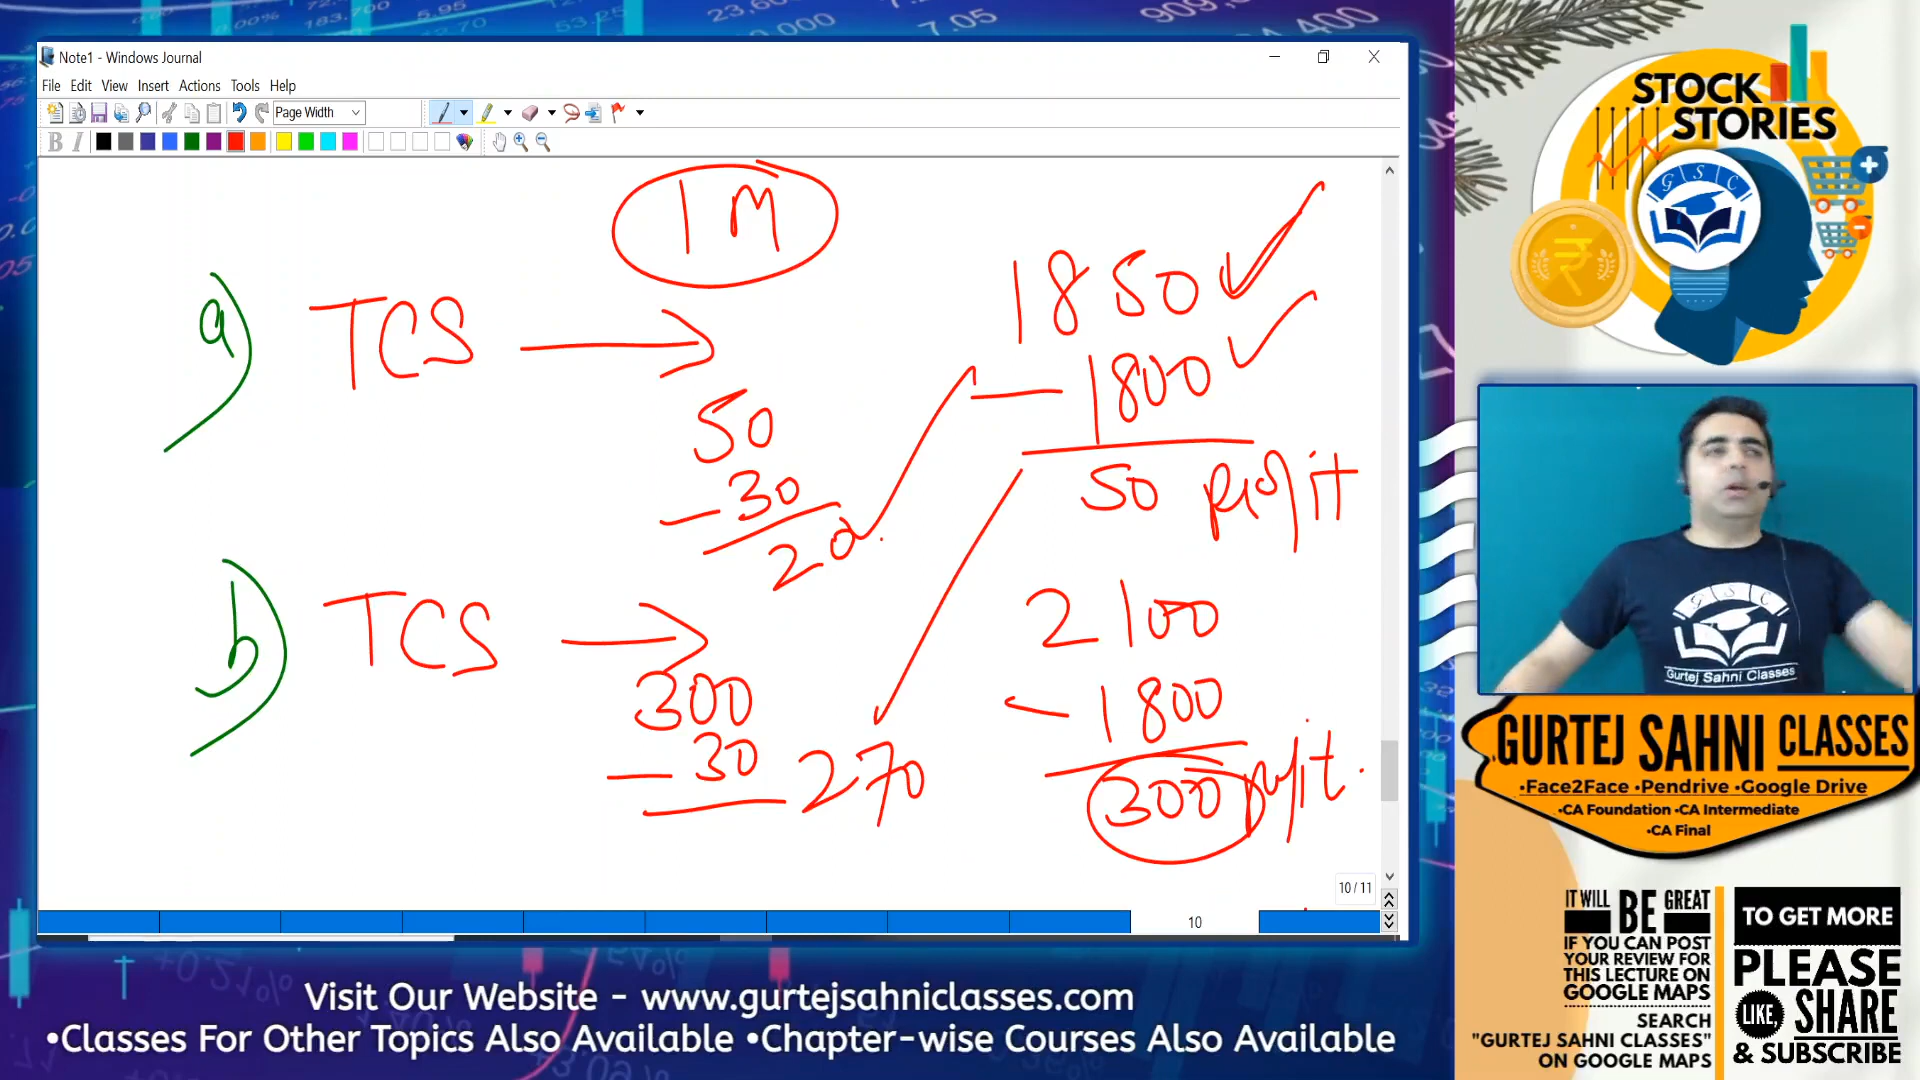 Note1 - Windows Journal
File Edit View Insert Actions Tools Help
Page Width
B I
1 M
a) TCS
1850
1800
50 profit
50
- 30
20
b) TCS
2100
- 1800
300 profit.
300
- 30
270
10 / 11
10
STOCK
STORIES
G S C
G S C
Gurtej Sahni Classes
GURTEJ SAHNI CLASSES
•Face2Face •Pendrive •Google Drive
•CA Foundation •CA Intermediate
•CA Final
IT WILL BE GREAT
IF YOU CAN POST
YOUR REVIEW FOR
THIS LECTURE ON
GOOGLE MAPS
SEARCH
"GURTEJ SAHNI CLASSES"
ON GOOGLE MAPS
TO GET MORE
PLEASE
LIKE, SHARE
& SUBSCRIBE
Visit Our Website - www.gurtejsahniclasses.com
•Classes For Other Topics Also Available •Chapter-wise Courses Also Available